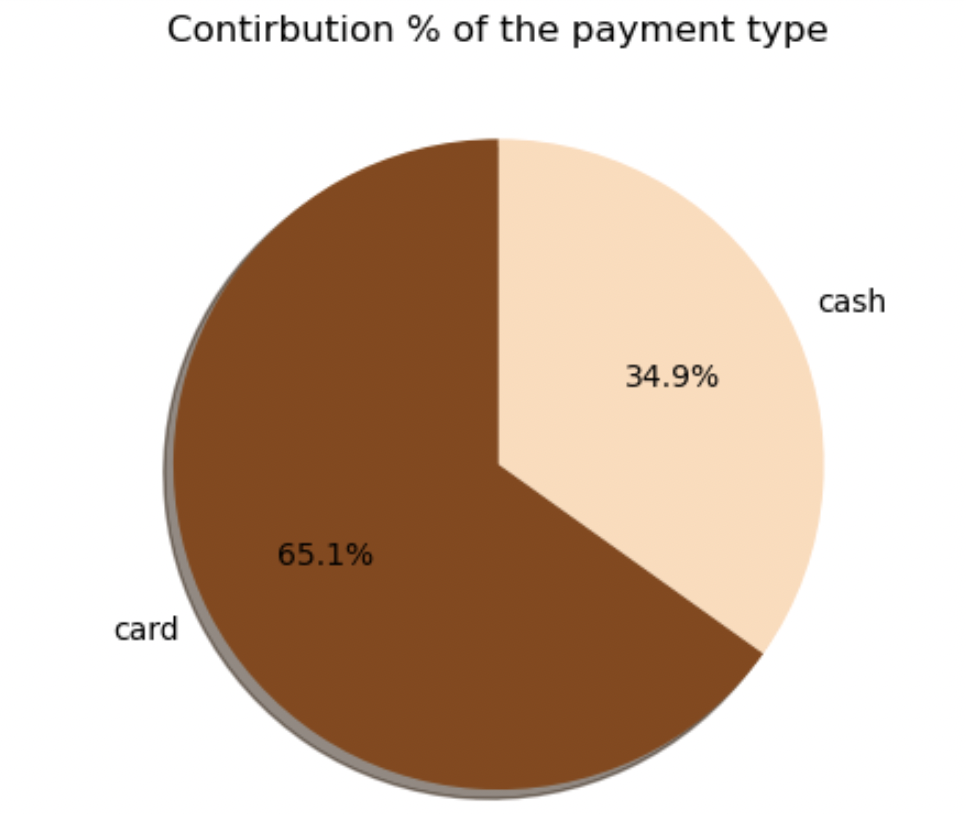 Contirbution % of the payment type
cash
34.9%
65.1%
card